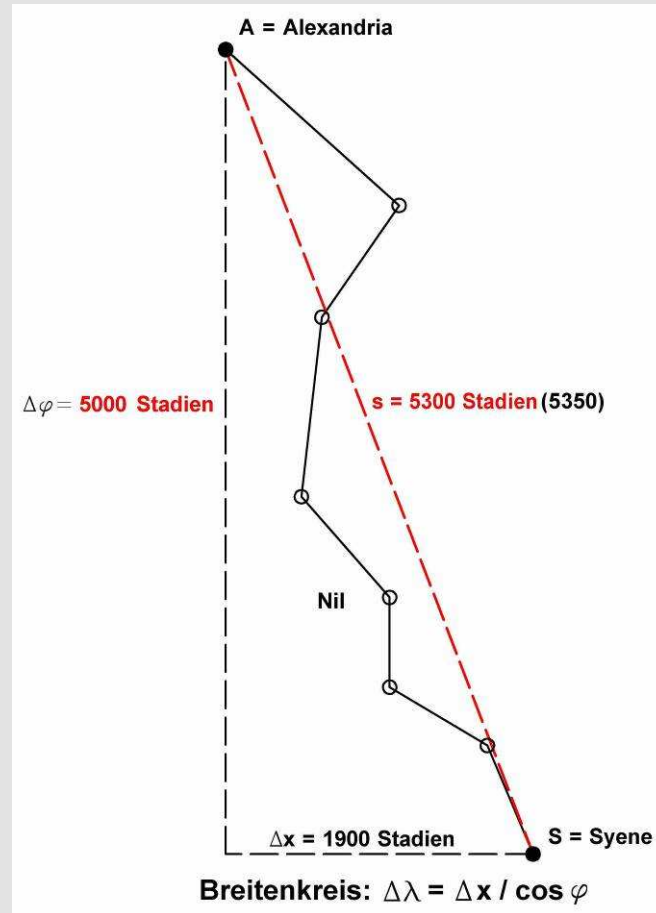 A = Alexandria
Δφ = 5000 Stadien
s = 5300 Stadien (5350)
Nil
Δx = 1900 Stadien
S = Syene
Breitenkreis: Δλ = Δx / cos φ